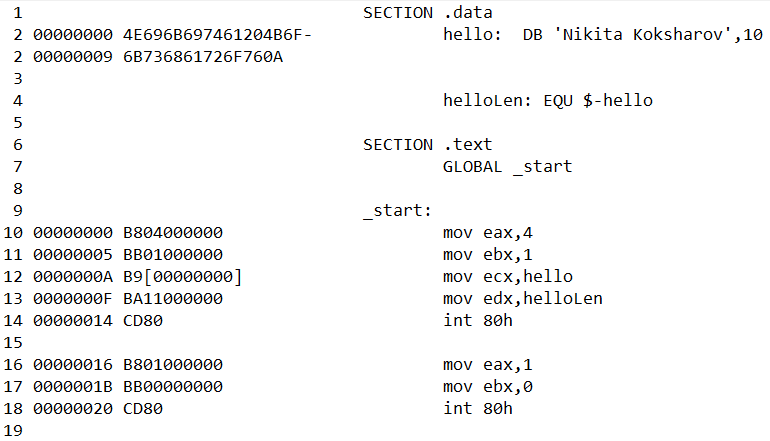 1 SECTION .data
2 00000000 4E696B697461204B6F- hello: DB 'Nikita Koksharov',10
2 00000009 6B736861726F760A
3
4 helloLen: EQU $-hello
5
6 SECTION .text
7 GLOBAL _start
8
9 _start:
10 00000000 B804000000 mov eax,4
11 00000005 BB01000000 mov ebx,1
12 0000000A B9[00000000] mov ecx,hello
13 0000000F BA11000000 mov edx,helloLen
14 00000014 CD80 int 80h
15
16 00000016 B801000000 mov eax,1
17 0000001B BB00000000 mov ebx,0
18 00000020 CD80 int 80h
19